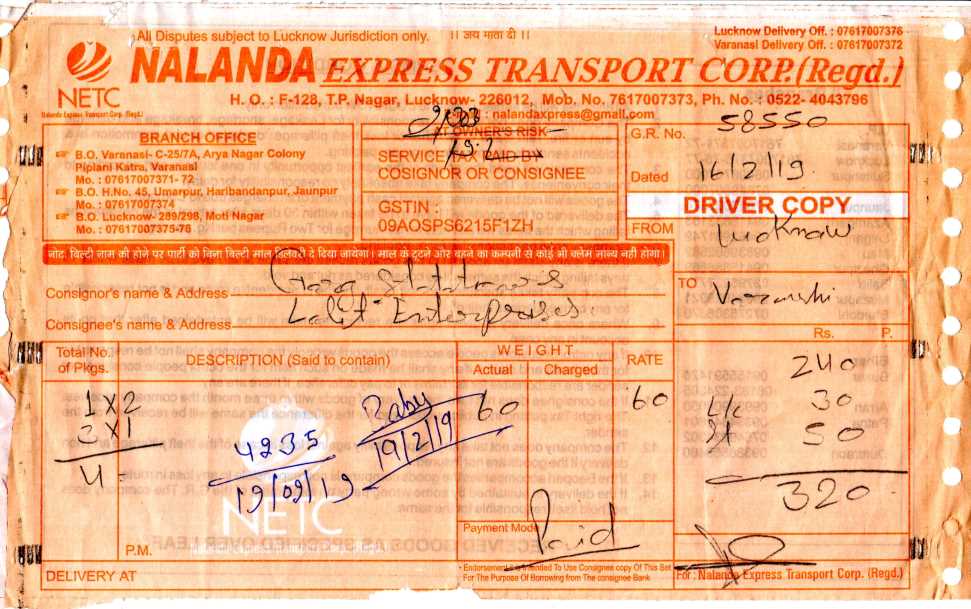 All Disputes subject to Lucknow Jurisdiction only. ।। जय माता दी ।।
Lucknow Delivery Off. : 07617007376
Varanasi Delivery Off. : 07617007372
NALANDA EXPRESS TRANSPORT CORP. (Regd.)
NETC
Nalanda Express Transport Corp. (Regd.)
H. O. : F-128, T.P. Nagar, Lucknow- 226012, Mob. No. 7617007373, Ph. No. : 0522- 4043796
: nalandaxpress@gmail.com
BRANCH OFFICE
B.O. Varanasi- C-25/7A, Arya Nagar Colony
Piplani Katra, Varanasi
Mo. : 07617007371- 72
B.O. H.No. 45, Umarpur, Haribandanpur, Jaunpur
Mo. : 07617007374
B.O. Lucknow- 289/298, Moti Nagar
Mo. : 07617007375-76
AT OWNER'S RISK
SERVICE TAX PAID BY
COSIGNOR OR CONSIGNEE
GSTIN :
09AOSPS6215F1ZH
G.R. No. 58550
Dated 16/2/19.
DRIVER COPY
FROM Lucknow
TO Varanshi
नोट: बिल्टी नाम की होने पर पार्टी को बिना बिल्टी माल डिलेवरी दे दिया जायेगा। माल के टूटने और बहने का कम्पनी से कोई भी क्लेम मान्य नही होगा।
Consignor's name & Address
Consignee's name & Address Lalit Enterprises.
Rs. P.
Total No. of Pkgs. DESCRIPTION (Said to contain) WEIGHT Actual Charged RATE
1 X 2 60 60 240
3 X 1 30
4 50
320
4235
19/02/19
Baby
19/2/19
Payment Mode Paid
NETC
P.M.
DELIVERY AT
Endorsement It is Intended To Use Consignee copy Of This Set
For The Purpose Of Borrowing from The consignee Bank
For : Nalanda Express Transport Corp. (Regd.)